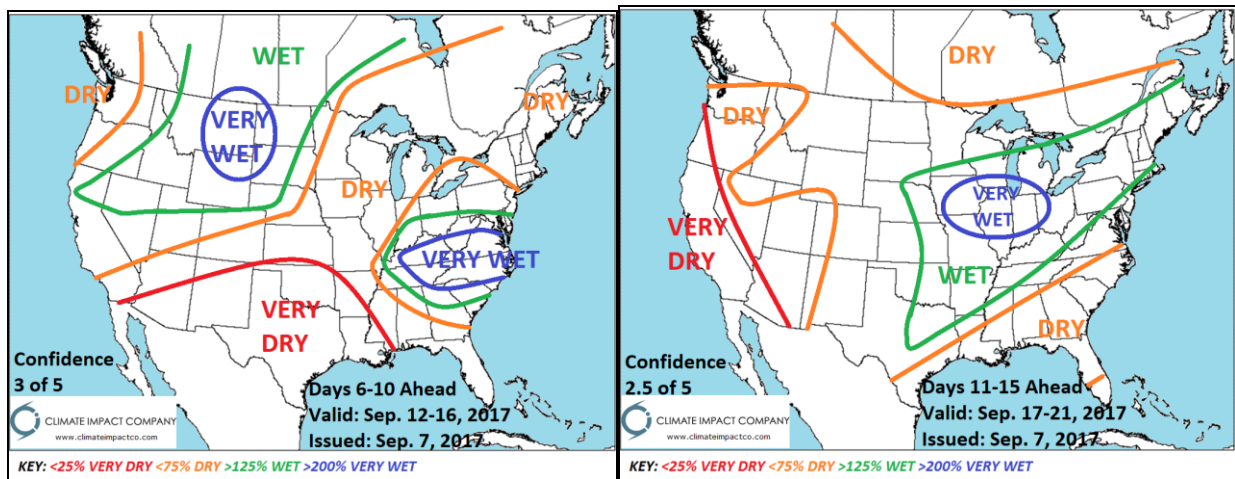 WET
DRY
VERY
WET
DRY
DRY
VERY WET
VERY
DRY
Confidence
3 of 5
Days 6-10 Ahead
Valid: Sep. 12-16, 2017
Issued: Sep. 7, 2017
CLIMATE IMPACT COMPANY
www.climateimpactco.com
KEY: <25% VERY DRY <75% DRY >125% WET >200% VERY WET
DRY
DRY
VERY
WET
VERY
DRY
WET
DRY
Confidence
2.5 of 5
Days 11-15 Ahead
Valid: Sep. 17-21, 2017
Issued: Sep. 7, 2017
CLIMATE IMPACT COMPANY
www.climateimpactco.com
KEY: <25% VERY DRY <75% DRY >125% WET >200% VERY WET